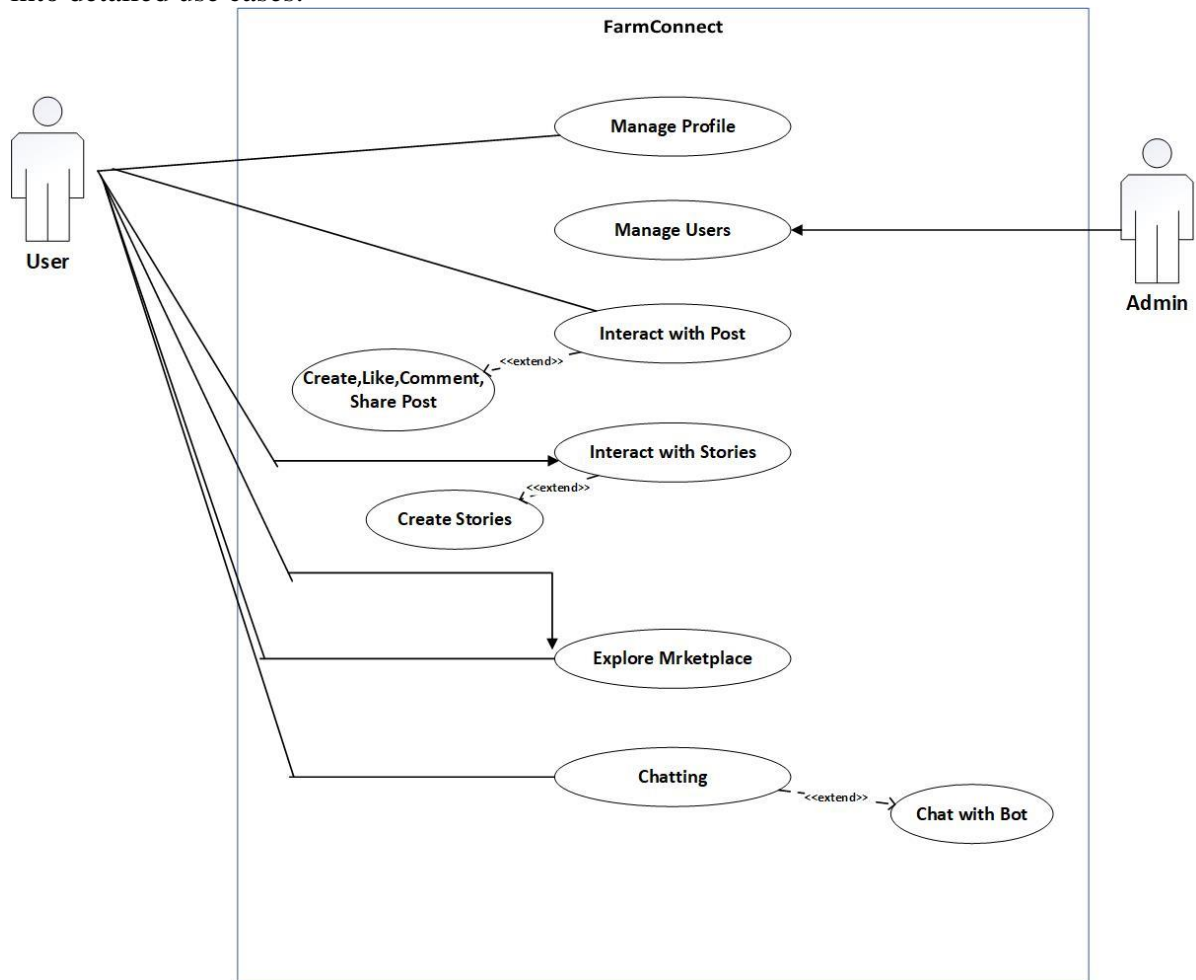 into detailed use cases.
FarmConnect
Manage Profile
Manage Users
User
Admin
Interact with Post
<<extend>>
Create,Like,Comment,
Share Post
Interact with Stories
<<extend>>
Create Stories
Explore Mrketplace
Chatting
<<extend>>
Chat with Bot